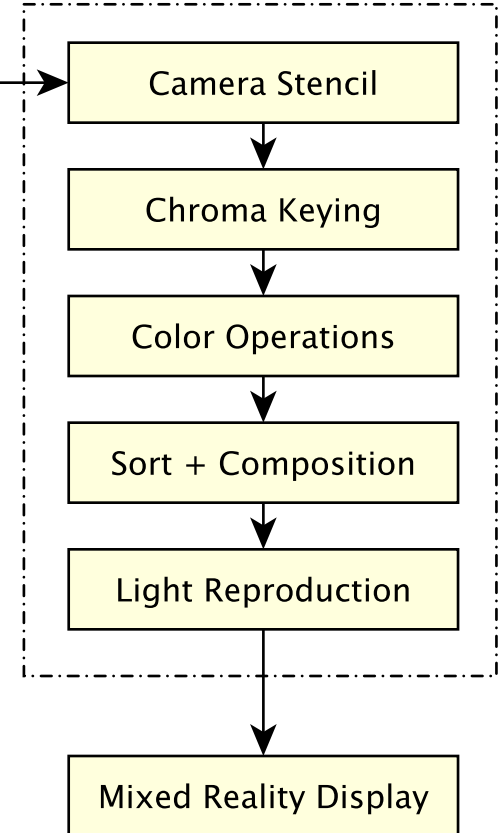 Camera Stencil
Chroma Keying
Color Operations
Sort + Composition
Light Reproduction
Mixed Reality Display